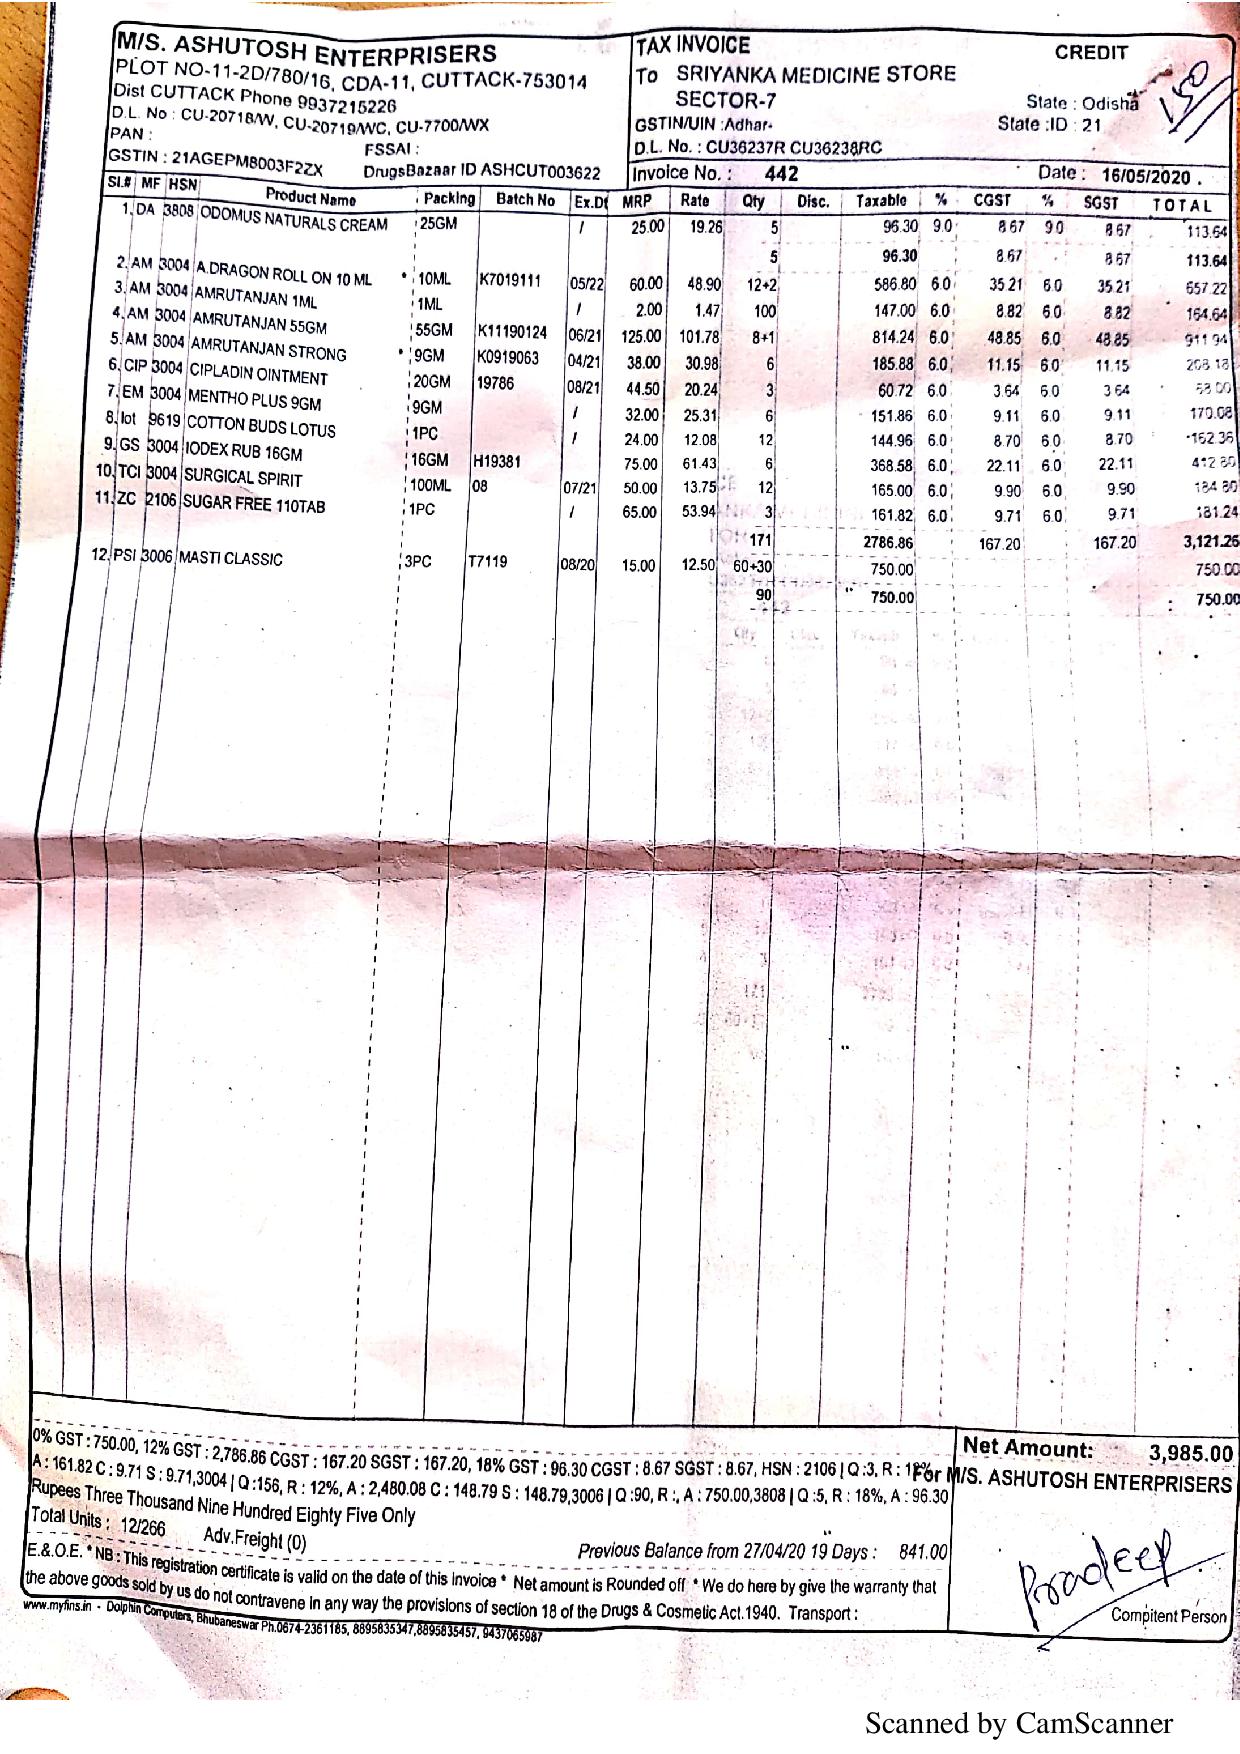 M/S. ASHUTOSH ENTERPRISERS
PLOT NO-11-2D/780/16, CDA-11, CUTTACK-753014
Dist CUTTACK Phone 9937215226
D.L. No : CU-20718/W, CU-20719/WC, CU-7700/WX
PAN : FSSAI :
GSTIN : 21AGEPM8003F2ZX DrugsBazaar ID ASHCUT003622
TAX INVOICE CREDIT
To SRIYANKA MEDICINE STORE
SECTOR-7 State : Odisha
GSTIN/UIN :Adhar- State :ID : 21
D.L. No. : CU36237R CU36238RC
150
Invoice No. : 442 Date : 16/05/2020 .
Sl.# MF HSN Product Name Packing Batch No Ex.Dt MRP Rate Qty Disc. Taxable % CGST % SGST TOTAL
1. DA 3808 ODOMUS NATURALS CREAM 25GM / 25.00 19.26 5 96.30 9.0 8.67 9.0 8.67 113.64
5 96.30 8.67 8.67 113.64
2. AM 3004 A.DRAGON ROLL ON 10 ML * 10ML K7019111 05/22 60.00 48.90 12+2 586.80 6.0 35.21 6.0 35.21 657.22
3. AM 3004 AMRUTANJAN 1ML 1ML 2.00 1.47 100 147.00 6.0 8.82 6.0 8.82 164.64
4. AM 3004 AMRUTANJAN 55GM 55GM K11190124 06/21 125.00 101.78 8+1 814.24 6.0 48.85 6.0 48.85 911.94
5. AM 3004 AMRUTANJAN STRONG * 9GM K0919063 04/21 38.00 30.98 6 185.88 6.0 11.15 6.0 11.15 208.18
6. CIP 3004 CIPLADIN OINTMENT 20GM 19786 08/21 44.50 20.24 3 60.72 6.0 3.64 6.0 3.64 68.00
7. EM 3004 MENTHO PLUS 9GM 9GM / 32.00 25.31 6 151.86 6.0 9.11 6.0 9.11 170.08
8. lot 9619 COTTON BUDS LOTUS 1PC / 24.00 12.08 12 144.96 6.0 8.70 6.0 8.70 162.36
9. GS 3004 IODEX RUB 16GM 16GM H19381 75.00 61.43 6 368.58 6.0 22.11 6.0 22.11 412.80
10. TCI 3004 SURGICAL SPIRIT 100ML 08 07/21 50.00 13.75 12 165.00 6.0 9.90 6.0 9.90 184.80
11. ZC 2106 SUGAR FREE 110TAB 1PC / 65.00 53.94 3 161.82 6.0 9.71 6.0 9.71 181.24
171 2786.86 167.20 167.20 3,121.26
12. PSI 3006 MASTI CLASSIC 3PC T7119 08/20 15.00 12.50 60+30 750.00 750.00
90 750.00 750.00
0% GST : 750.00, 12% GST : 2,786.86 CGST : 167.20 SGST : 167.20, 18% GST : 96.30 CGST : 8.67 SGST : 8.67, HSN : 2106 | Q :3, R : 12%,
A : 161.82 C : 9.71 S : 9.71,3004 | Q :156, R : 12%, A : 2,480.08 C : 148.79 S : 148.79,3006 | Q :90, R :, A : 750.00,3808 | Q :5, R : 18%, A : 96.30
Rupees Three Thousand Nine Hundred Eighty Five Only
Total Units : 12/266 Adv.Freight (0)
Previous Balance from 27/04/20 19 Days : 841.00
E.&.O.E. * NB : This registration certificate is valid on the date of this Invoice * Net amount is Rounded off * We do here by give the warranty that
the above goods sold by us do not contravene in any way the provisions of section 18 of the Drugs & Cosmetic Act.1940. Transport :
Net Amount: 3,985.00
For M/S. ASHUTOSH ENTERPRISERS
Pradeep
Compitent Person
www.myfins.in - Dolphin Computers, Bhubaneswar Ph.0674-2361185, 8895835347,8895835457, 9437065987
Scanned by CamScanner